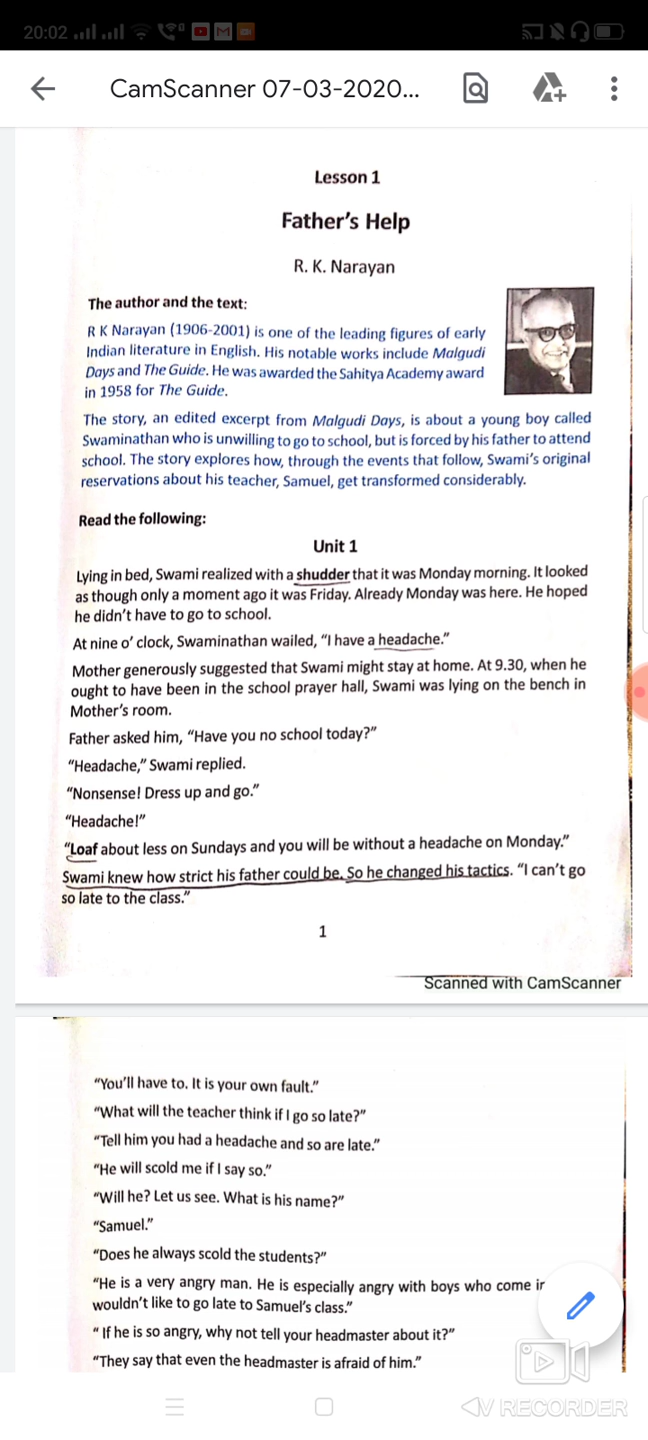 20:02
CamScanner 07-03-2020...
Lesson 1
Father's Help
R. K. Narayan
The author and the text:
R K Narayan (1906-2001) is one of the leading figures of early
Indian literature in English. His notable works include Malgudi
Days and The Guide. He was awarded the Sahitya Academy award
in 1958 for The Guide.
The story, an edited excerpt from Malgudi Days, is about a young boy called
Swaminathan who is unwilling to go to school, but is forced by his father to attend
school. The story explores how, through the events that follow, Swami's original
reservations about his teacher, Samuel, get transformed considerably.
Read the following:
Unit 1
Lying in bed, Swami realized with a shudder that it was Monday morning. It looked
as though only a moment ago it was Friday. Already Monday was here. He hoped
he didn't have to go to school.
At nine o' clock, Swaminathan wailed, "I have a headache."
Mother generously suggested that Swami might stay at home. At 9.30, when he
ought to have been in the school prayer hall, Swami was lying on the bench in
Mother's room.
Father asked him, "Have you no school today?"
"Headache," Swami replied.
"Nonsense! Dress up and go."
"Headache!"
"Loaf about less on Sundays and you will be without a headache on Monday."
Swami knew how strict his father could be. So he changed his tactics. "I can't go
so late to the class."
1
Scanned with CamScanner
"You'll have to. It is your own fault."
"What will the teacher think if I go so late?"
"Tell him you had a headache and so are late."
"He will scold me if I say so."
"Will he? Let us see. What is his name?"
"Samuel."
"Does he always scold the students?"
"He is a very angry man. He is especially angry with boys who come
wouldn't like to go late to Samuel's class."
" If he is so angry, why not tell your headmaster about it?"
"They say that even the headmaster is afraid of him."
V RECORDER